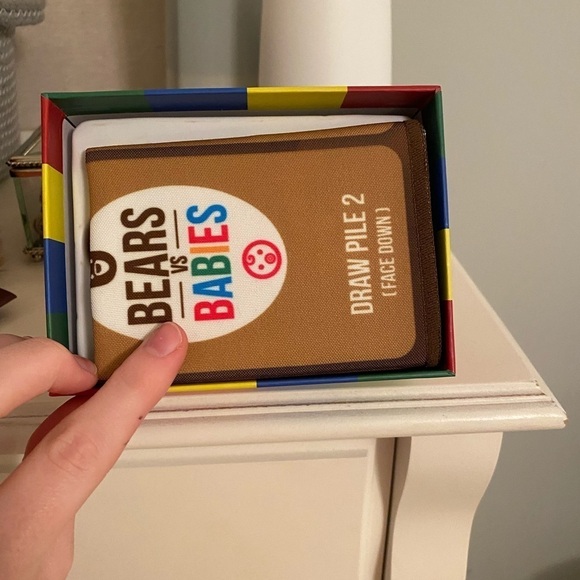 BEARS
VS
BABIES
DRAW PILE 2
(FACE DOWN)